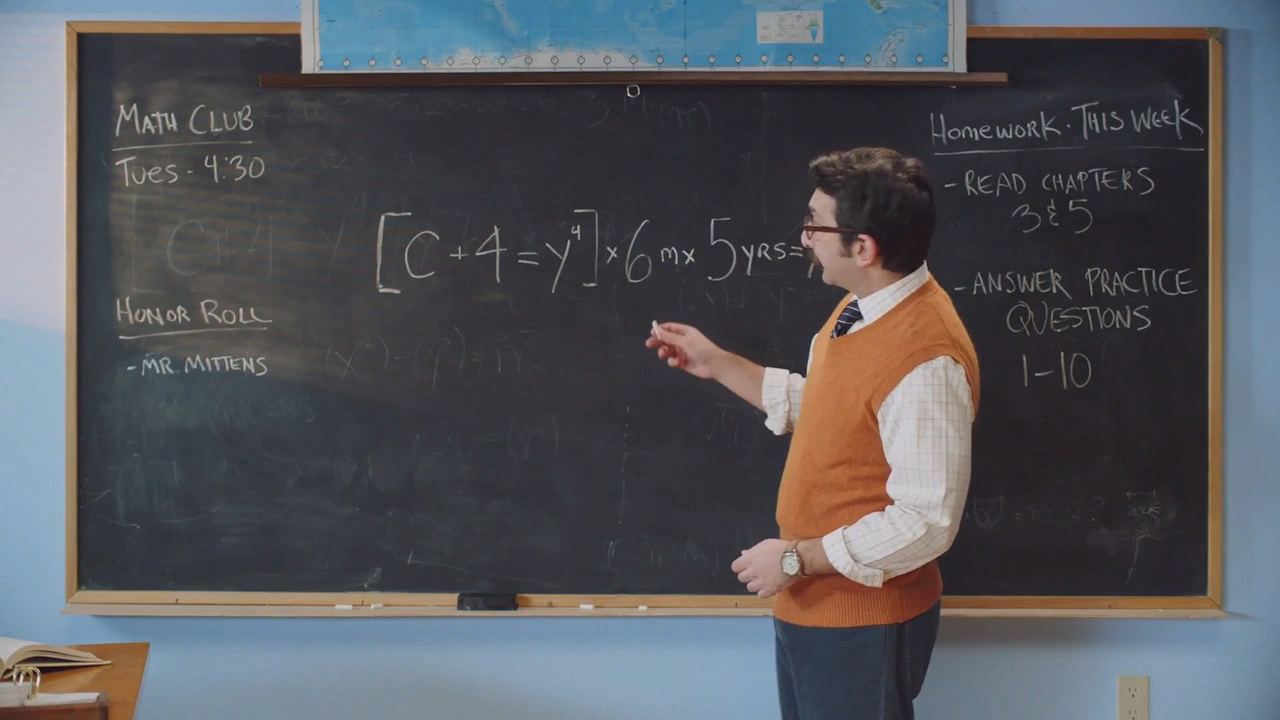 MATH CLUB
TUES - 4:30
[C + 4 = y⁴] × 6 m x 5 YRS =
HONOR ROLL
- MR. MITTENS
HOMEWORK. THIS WEEK
- READ CHAPTERS
3 & 5
- ANSWER PRACTICE
QUESTIONS
1-10